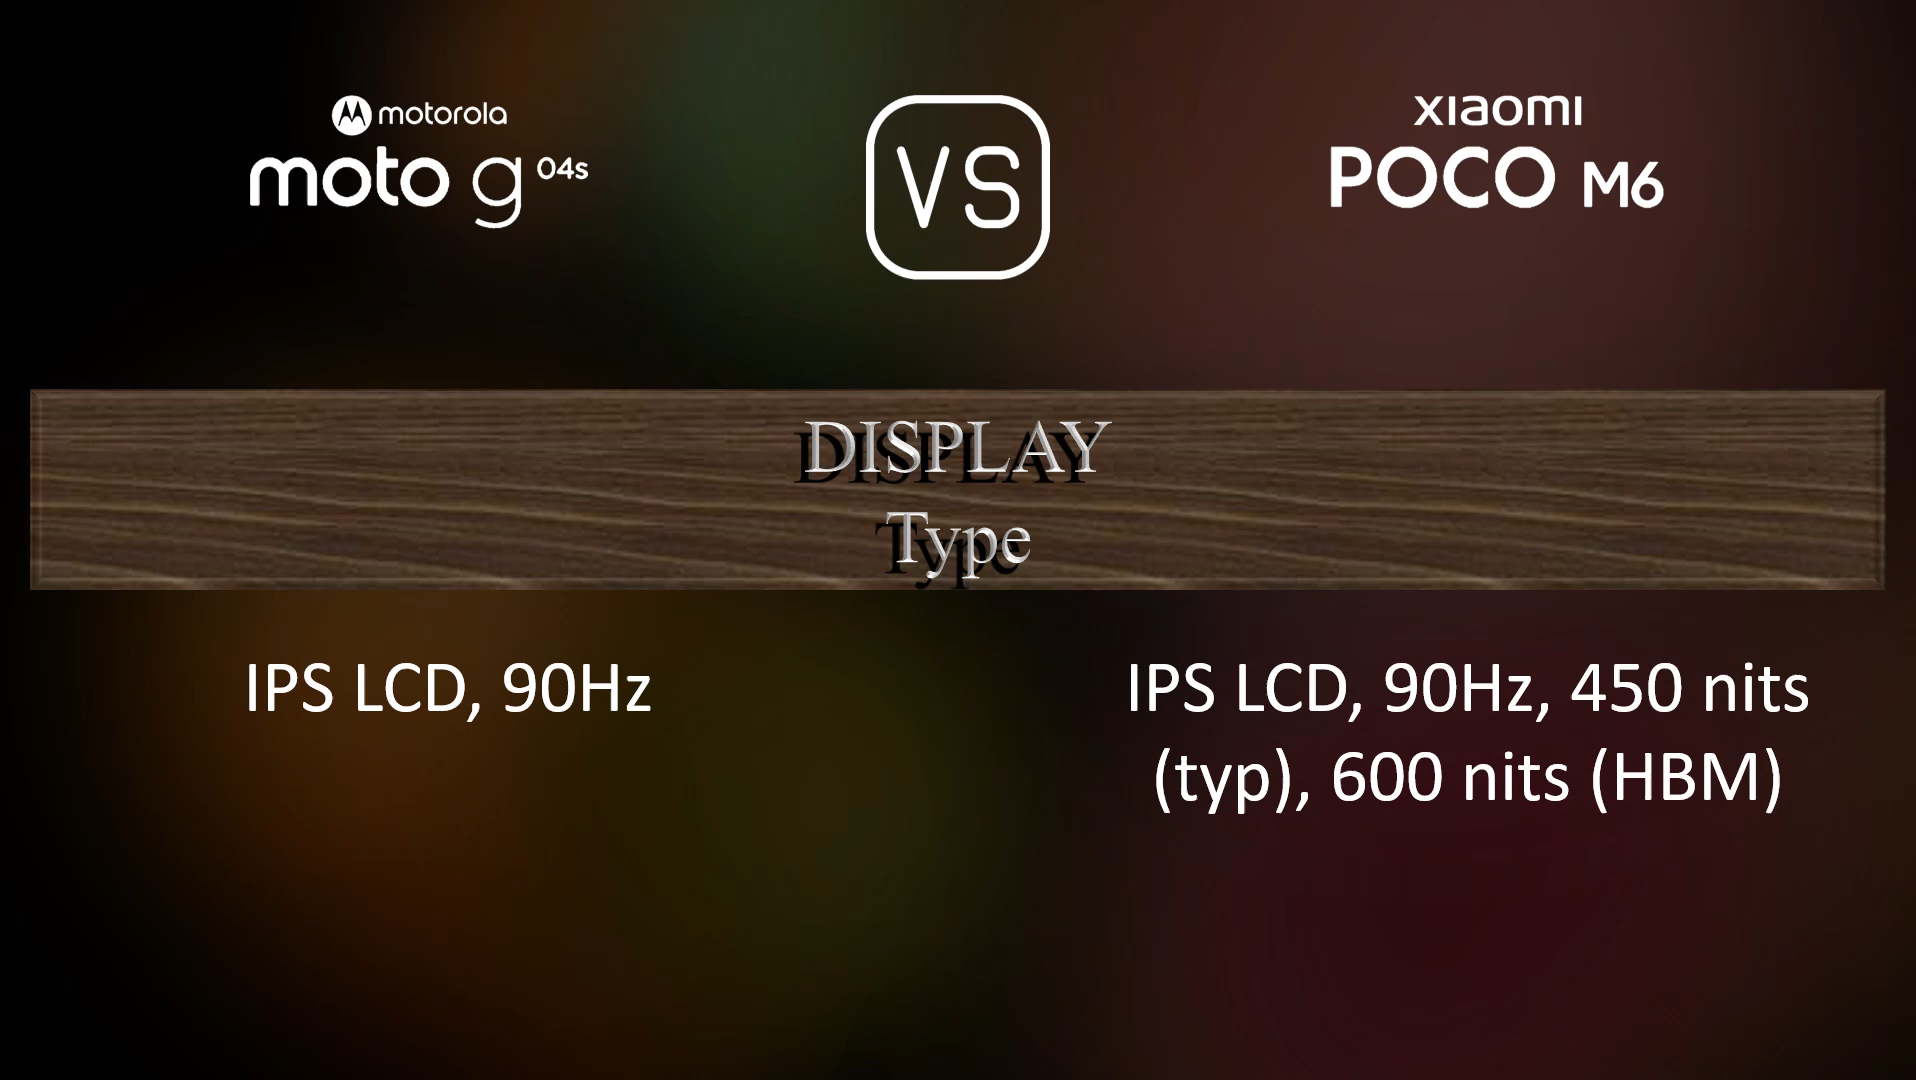 motorola
moto g 04s
VS
xiaomi
POCO M6
DISPLAY
Type
IPS LCD, 90Hz
IPS LCD, 90Hz, 450 nits
(typ), 600 nits (HBM)